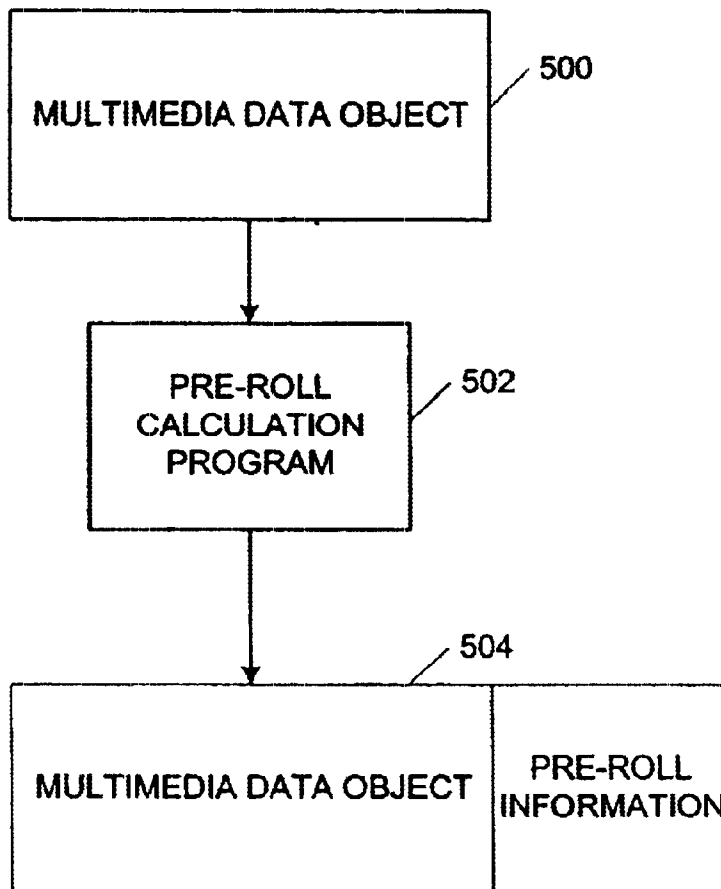 MULTIMEDIA DATA OBJECT
500
PRE-ROLL
CALCULATION
PROGRAM
502
504
MULTIMEDIA DATA OBJECT
PRE-ROLL
INFORMATION